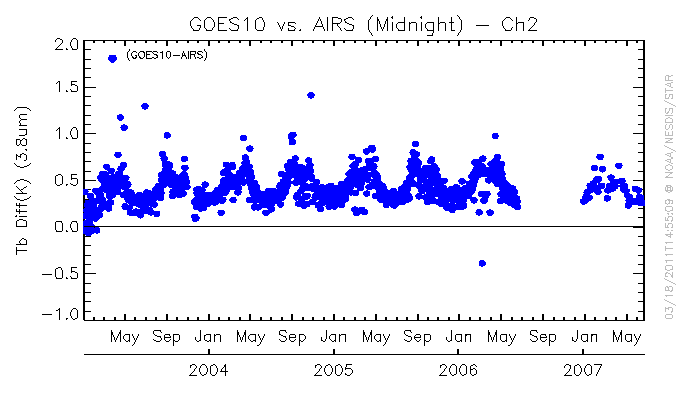 GOES10 vs. AIRS (Midnight) − Ch2
(GOES10−AIRS)
Tb Diff(K) (3.8um)
2.0
1.5
1.0
0.5
0.0
−0.5
−1.0
May Sep Jan May Sep Jan May Sep Jan May Sep Jan May
2004 2005 2006 2007
03/18/2011T14:55:09 @ NOAA/NESDIS/STAR